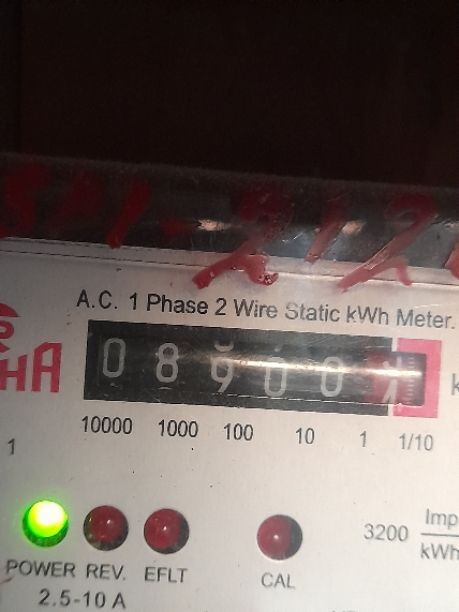 A.C. 1 Phase 2 Wire Static kWh Meter.
HA
0 8 9 0 0
10000 1000 100 10 1 1/10
1
3200 Imp
kWh
POWER REV. EFLT CAL
2.5-10 A